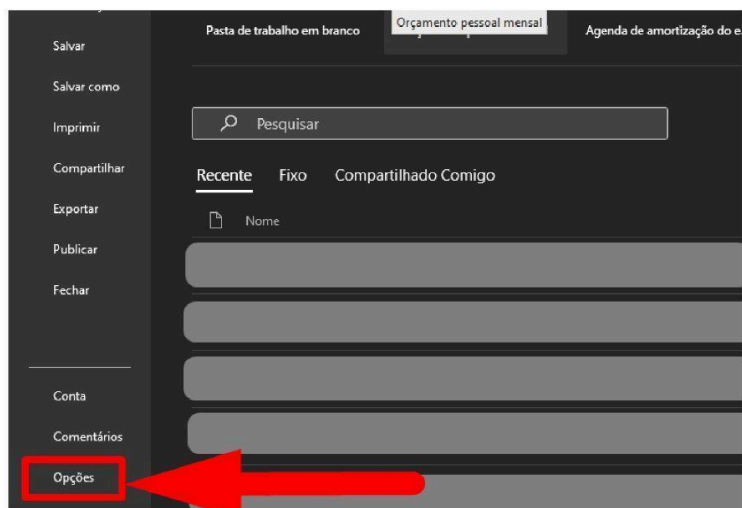 Salvar
Salvar como
Imprimir
Compartilhar
Exportar
Publicar
Fechar
Conta
Comentários
Opções
Pasta de trabalho em branco
Orçamento pessoal mensal
Agenda de amortização do e
Pesquisar
Recente Fixo Compartilhado Comigo
Nome